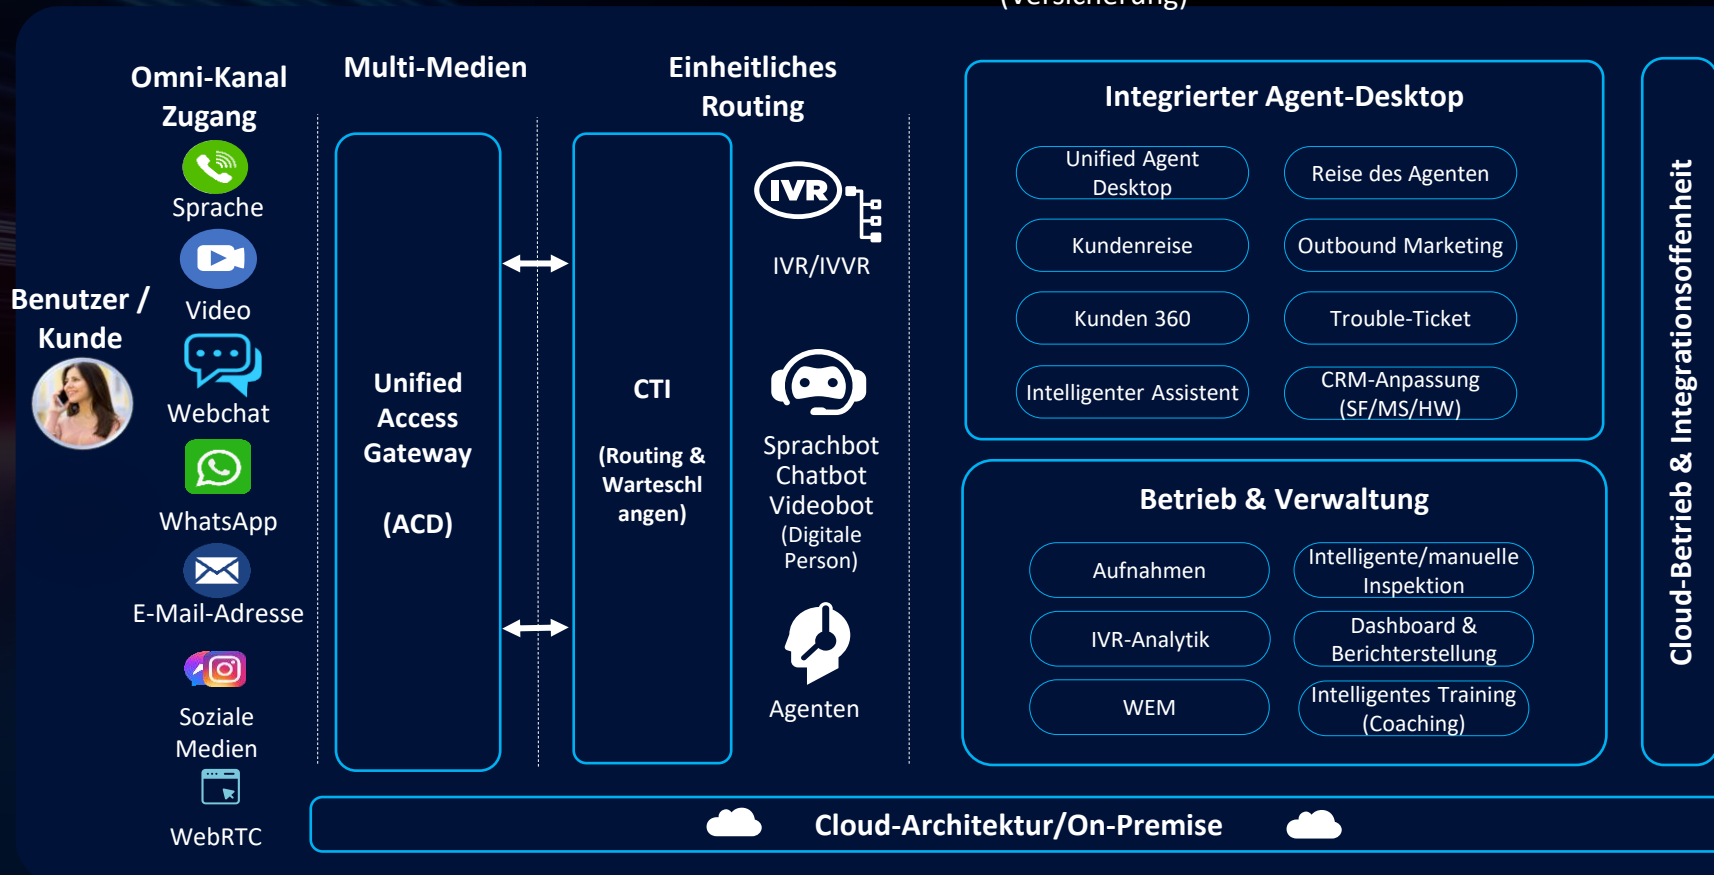 (Versicherung)
Benutzer /
Kunde
Omni-Kanal
Zugang
Sprache
Video
Webchat
WhatsApp
E-Mail-Adresse
Soziale
Medien
WebRTC
Multi-Medien
Unified
Access
Gateway
(ACD)
Einheitliches
Routing
CTI
(Routing &
Warteschl
angen)
IVR
IVR/IVVR
Sprachbot
Chatbot
Videobot
(Digitale
Person)
Agenten
Integrierter Agent-Desktop
Unified Agent
Desktop
Reise des Agenten
Kundenreise
Outbound Marketing
Kunden 360
Trouble-Ticket
Intelligenter Assistent
CRM-Anpassung
(SF/MS/HW)
Betrieb & Verwaltung
Aufnahmen
Intelligente/manuelle
Inspektion
IVR-Analytik
Dashboard &
Berichterstellung
WEM
Intelligentes Training
(Coaching)
Cloud-Betrieb & Integrationsoffenheit
Cloud-Architektur/On-Premise